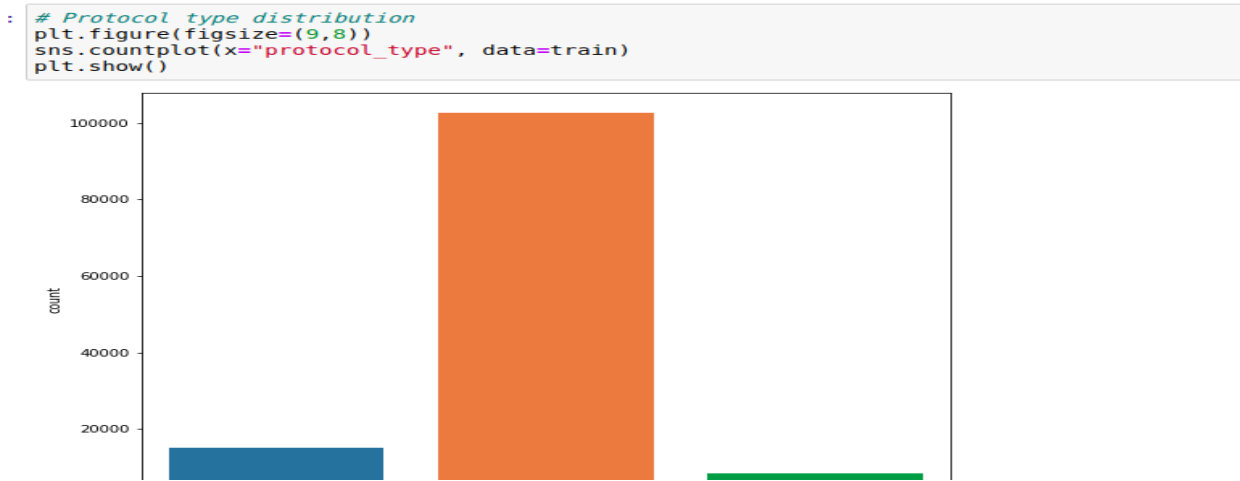 :
# Protocol type distribution
plt.figure(figsize=(9,8))
sns.countplot(x="protocol_type", data=train)
plt.show()
100000
80000
60000
count
40000
20000